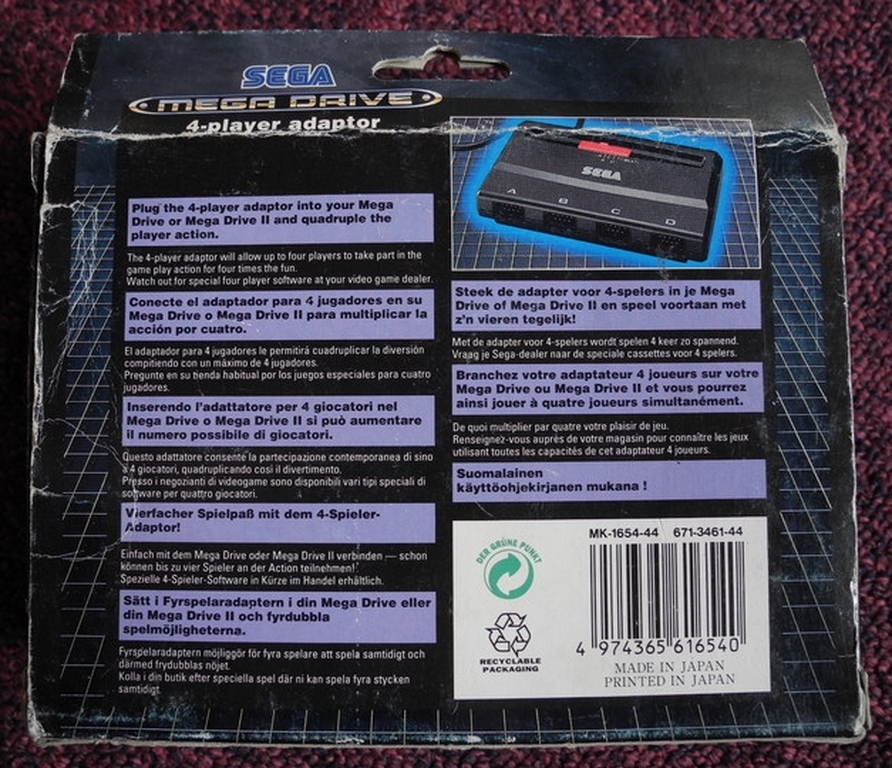 SEGA
MEGA DRIVE
4-player adaptor
Plug the 4-player adaptor into your Mega
Drive or Mega Drive II and quadruple the
player action.
The 4-player adaptor will allow up to four players to take part in the
game play action for four times the fun.
Watch out for special four player software at your video game dealer.
Conecte el adaptador para 4 jugadores en su
Mega Drive o Mega Drive II para multiplicar la
acción por cuatro.
El adaptador para 4 jugadores le permitirá cuadruplicar la diversión
compitiendo con un máximo de 4 jugadores.
Pregunte en su tienda habitual por los juegos especiales para cuatro
jugadores.
Inserendo l'adattatore per 4 giocatori nel
Mega Drive o Mega Drive II si può aumentare
il numero possibile di giocatori.
Questo adattatore consente la partecipazione contemporanea di sino
a 4 giocatori, quadruplicando così il divertimento.
Presso i negozianti di videogame sono disponibili vari tipi speciali di
software per quattro giocatori.
Vierfacher Spielpaß mit dem 4-Spieler-
Adaptor!
Einfach mit dem Mega Drive oder Mega Drive II verbinden — schon
können bis zu vier Spieler an der Action teilnehmen!
Spezielle 4-Spieler-Software in Kürze im Handel erhältlich.
Sätt i Fyrspelaradaptern i din Mega Drive eller
din Mega Drive II och fyrdubbla
spelmöjligheterna.
Fyrspelaradaptern möjliggör för fyra spelare att spela samtidigt och
därmed frydubblas nöjet.
Kolla i din butik efter speciella spel där ni kan spela fyra stycken
samtidigt.
SEGA
A B C D
Steek de adapter voor 4-spelers in je Mega
Drive of Mega Drive II en speel voortaan met
z'n vieren tegelijk!
Met de adapter voor 4-spelers wordt spelen 4 keer zo spannend.
Vraag je Sega-dealer naar de speciale cassettes voor 4 spelers.
Branchez votre adaptateur 4 joueurs sur votre
Mega Drive ou Mega Drive II et vous pourrez
ainsi jouer à quatre joueurs simultanément.
De quoi multiplier par quatre votre plaisir de jeu.
Renseignez-vous auprès de votre magasin pour connaître les jeux
utilisant toutes les capacités de cet adaptateur 4 joueurs.
Suomalainen
käyttöohjekirjanen mukana !
DER GRÜNE PUNKT
RECYCLABLE
PACKAGING
MK-1654-44 671-3461-44
4 974365 616540
MADE IN JAPAN
PRINTED IN JAPAN